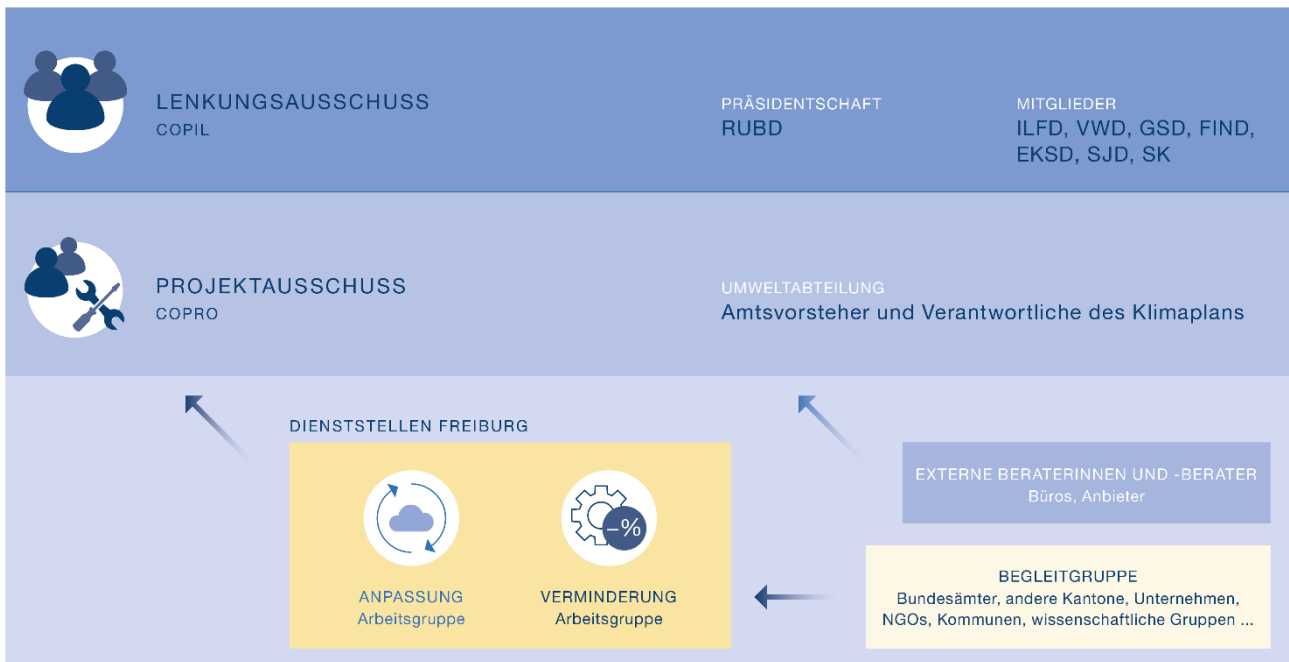 LENKUNGSAUSSCHUSS
COPIL
PRÄSIDENTSCHAFT
RUBD
MITGLIEDER
ILFD, VWD, GSD, FIND,
EKSD, SJD, SK
PROJEKTAUSSCHUSS
COPRO
UMWELTABTEILUNG
Amtsvorsteher und Verantwortliche des Klimaplans
DIENSTSTELLEN FREIBURG
-%
ANPASSUNG
Arbeitsgruppe
VERMINDERUNG
Arbeitsgruppe
EXTERNE BERATERINNEN UND -BERATER
Büros, Anbieter
BEGLEITGRUPPE
Bundesämter, andere Kantone, Unternehmen,
NGOs, Kommunen, wissenschaftliche Gruppen ...